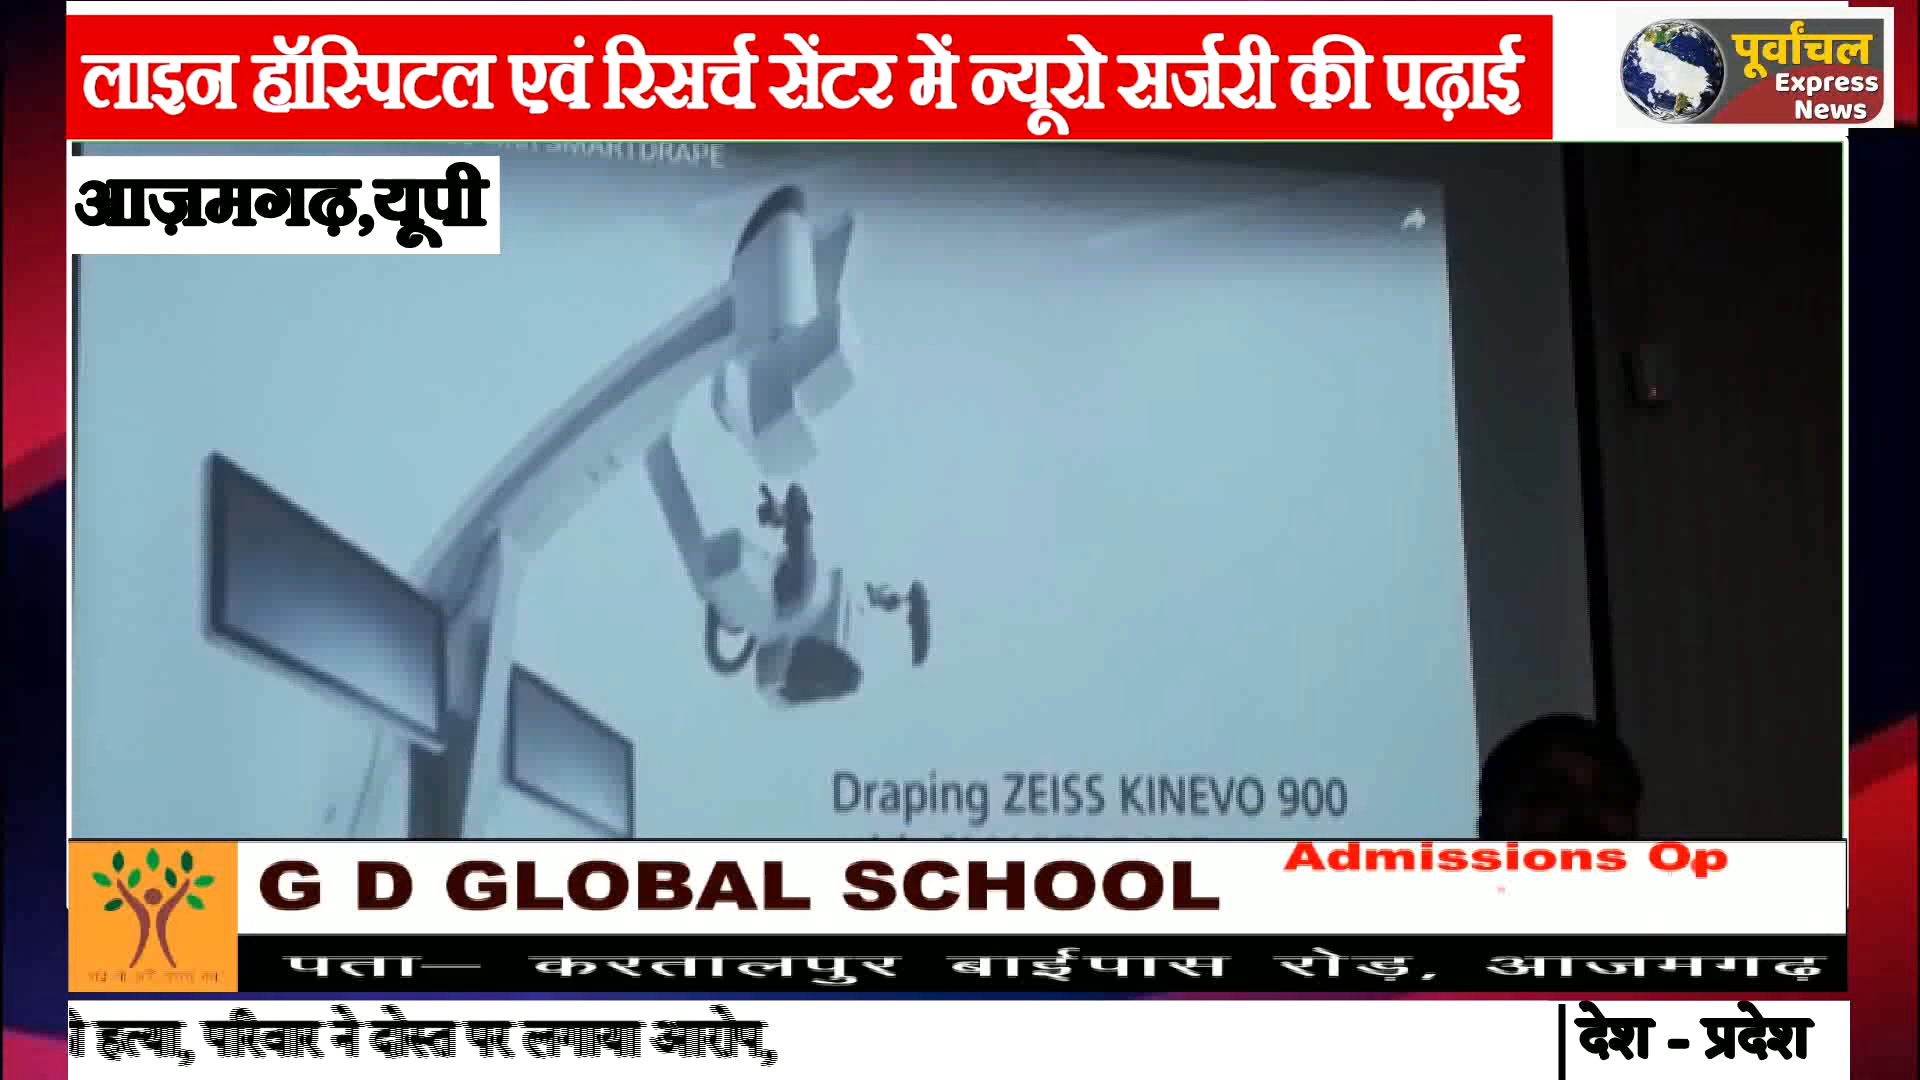 लाइन हॉस्पिटल एवं रिसर्च सेंटर में न्यूरो सर्जरी की पढ़ाई
पूर्वांचल
Express
News
SMARTDRAPE
आज़मगढ़,यूपी
Draping ZEISS KINEVO 900
G D GLOBAL SCHOOL
Admissions Op
पता– करतालपुर बाईपास रोड़, आजमगढ़
हत्या, परिवार ने दोस्त पर लगाया आरोप,
देश - प्रदेश